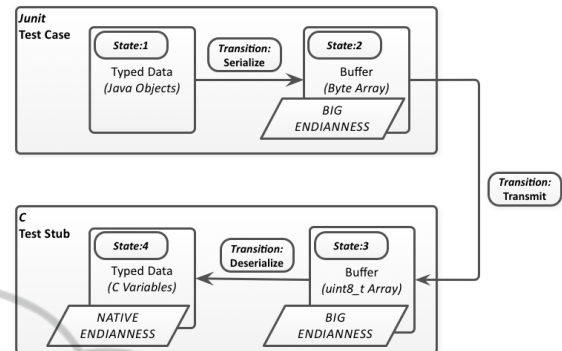 Junit
Test Case
State:1
Typed Data
(Java Objects)
Transition:
Serialize
State:2
Buffer
(Byte Array)
BIG
ENDIANNESS
Transition:
Transmit
C
Test Stub
State:4
Typed Data
(C Variables)
NATIVE
ENDIANNESS
Transition:
Deserialize
State:3
Buffer
(uint8_t Array)
BIG
ENDIANNESS